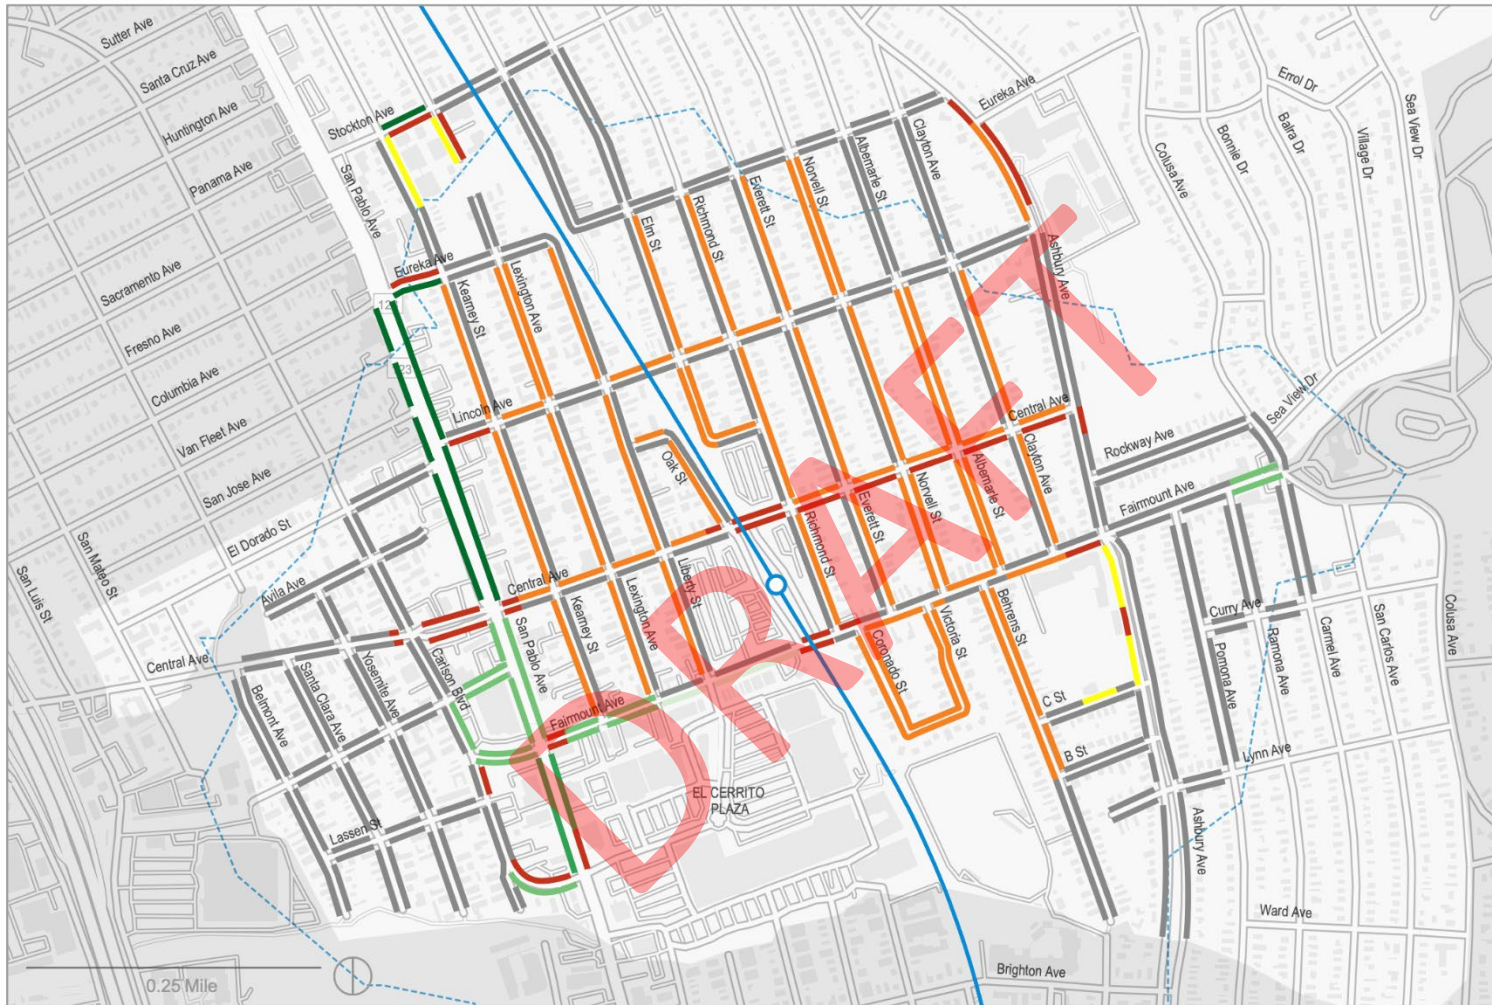 Sutter Ave
Santa Cruz Ave
Huntington Ave
Panama Ave
Sacramento Ave
Fresno Ave
Columbia Ave
Van Fleet Ave
San Jose Ave
El Dorado St
San Mateo St
San Luis St
Stockton Ave
San Pablo Ave
Eureka Ave
Kearney St
Lexington Ave
Lincoln Ave
Oak St
Elm St
Richmond St
Everett St
Norvell St
Albemarle St
Clayton Ave
Eureka Ave
Ashbury Ave
Colusa Ave
Bonnie Dr
Balra Dr
Errol Dr
Village Dr
Sea View Dr
Sea View Dr
Rockway Ave
Fairmount Ave
Central Ave
Clayton Ave
Albemarle St
Norvell St
Everett St
Richmond St
Avila Ave
Central Ave
Central Ave
San Pablo Ave
Kearney St
Lexington Ave
Liberty St
Carlson Blvd
Yosemite Ave
Santa Clara Ave
Belmont Ave
Fairmount Ave
Coronado St
Victoria St
Behrens St
C St
B St
Curry Ave
Pomona Ave
Ramona Ave
Carmel Ave
San Carlos Ave
Colusa Ave
Lynn Ave
Ashbury Ave
Lassen St
EL CERRITO
PLAZA
Ward Ave
Brighton Ave
0.25 Mile
DRAFT